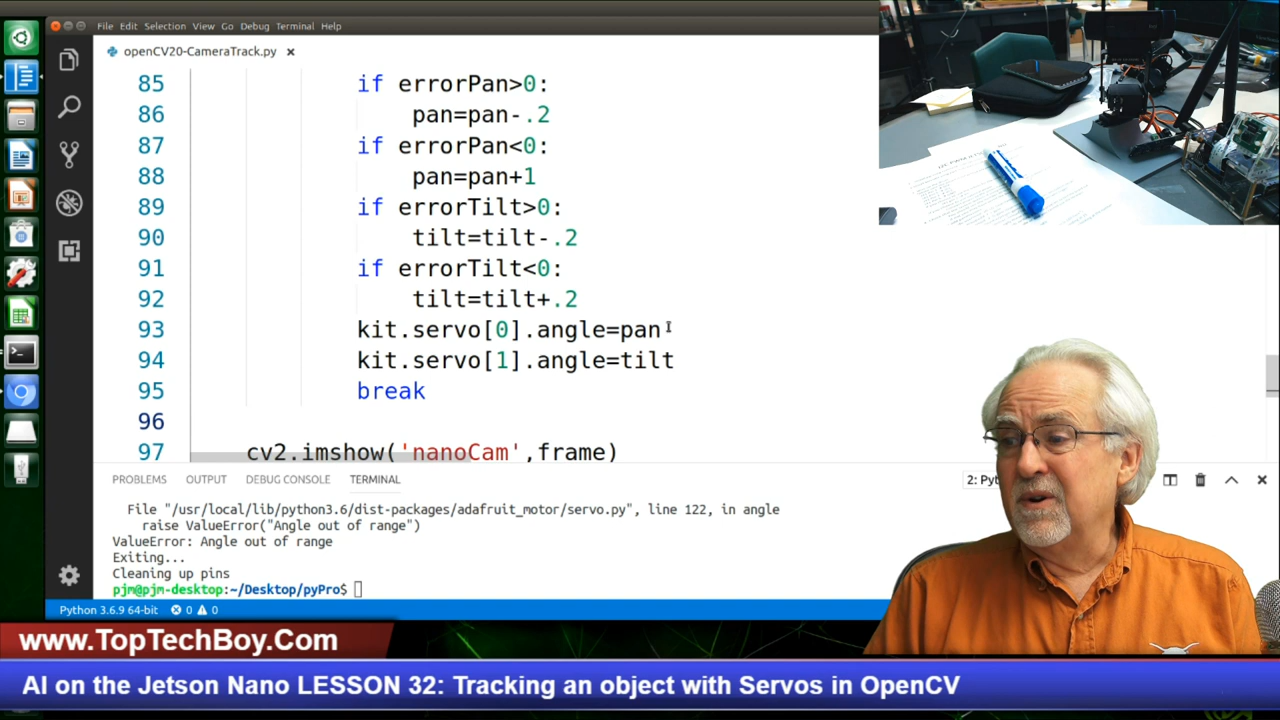 File Edit Selection View Go Debug Terminal Help
openCV20-CameraTrack.py
85 if errorPan>0:
86 pan=pan-.2
87 if errorPan<0:
88 pan=pan+1
89 if errorTilt>0:
90 tilt=tilt-.2
91 if errorTilt<0:
92 tilt=tilt+.2
93 kit.servo[0].angle=pan
94 kit.servo[1].angle=tilt
95 break
96
97 cv2.imshow('nanoCam',frame)
PROBLEMS OUTPUT DEBUG CONSOLE TERMINAL 2: Pyt
File "/usr/local/lib/python3.6/dist-packages/adafruit_motor/servo.py", line 122, in angle
raise ValueError("Angle out of range")
ValueError: Angle out of range
Exiting...
Cleaning up pins
pjm@pjm-desktop:~/Desktop/pyPro$
Python 3.6.9 64-bit 0 0
www.TopTechBoy.Com
AI on the Jetson Nano LESSON 32: Tracking an object with Servos in OpenCV